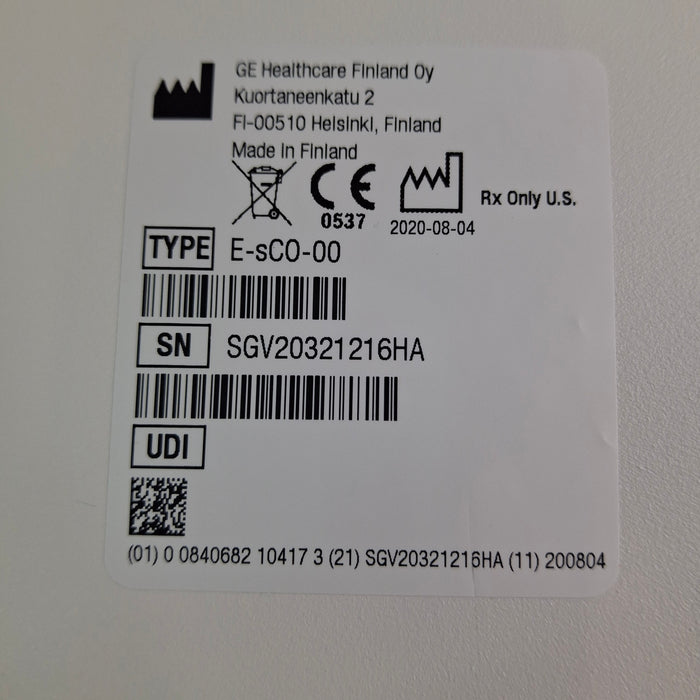 GE Healthcare Finland Oy
Kuortaneenkatu 2
FI-00510 Helsinki, Finland
Made in Finland
CE
0537
2020-08-04
Rx Only U.S.
TYPE E-sCO-00
SN SGV20321216HA
UDI
(01) 0 0840682 10417 3 (21) SGV20321216HA (11) 200804